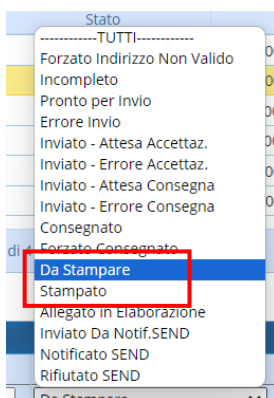 Stato
------------TUTTI------------
Forzato Indirizzo Non Valido
Incompleto
Pronto per Invio
Errore Invio
Inviato - Attesa Accettaz.
Inviato - Errore Accettaz.
Inviato - Attesa Consegna
Inviato - Errore Consegna
Consegnato
di 4
Forzato Consegnato
Da Stampare
Stampato
Allegato in Elaborazione
Inviato Da Notif.SEND
Notificato SEND
Rifiutato SEND
Da Stampare